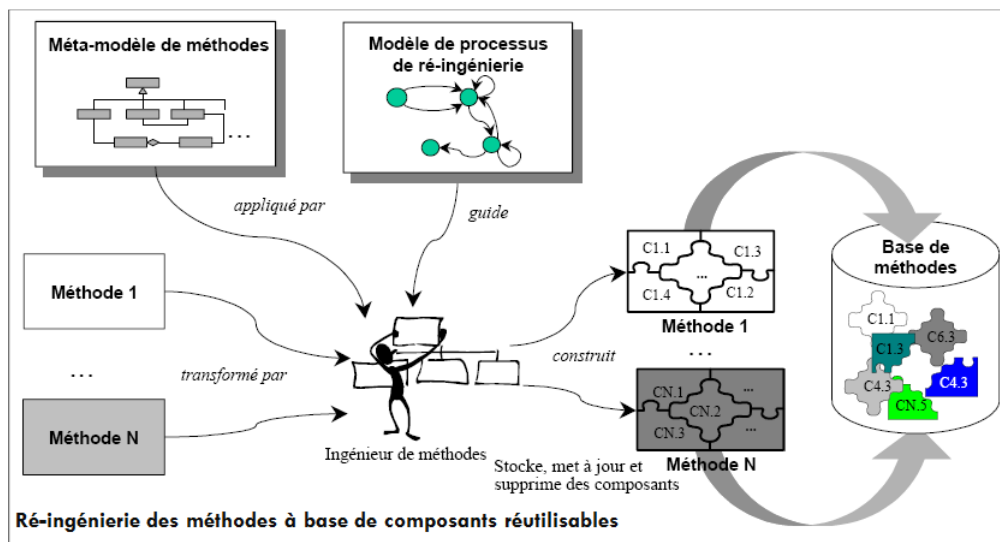 Méta-modèle de méthodes
...
Modèle de processus
de ré-ingénierie
appliqué par
guide
Méthode 1
...
Méthode N
transformé par
Ingénieur de méthodes
construit
C1.1
C1.3
...
C1.4
C1.2
Méthode 1
...
CN.1
...
CN.2
CN.3
...
Méthode N
Stocke, met à jour et
supprime des composants
Base de
méthodes
C1.1
C6.3
C1.3
C4.3
C4.3
CN.5
Ré-ingénierie des méthodes à base de composants réutilisables